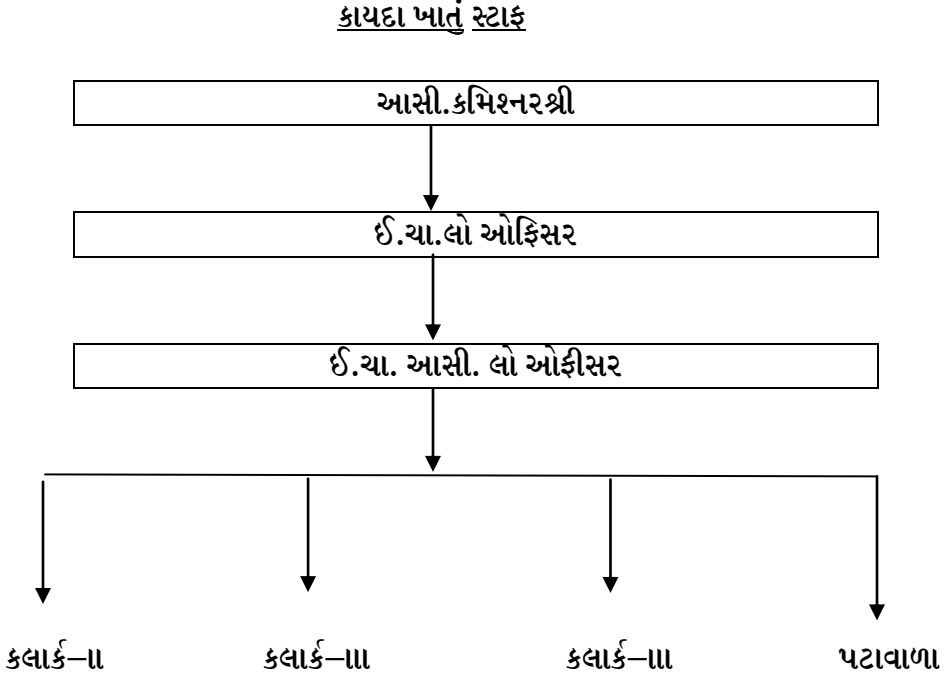 કાયદા ખાતું સ્ટાફ
આસી.કમિશ્નરશ્રી
ઈ.ચા.લો ઓફિસર
ઈ.ચા. આસી. લો ઓફીસર
કલાર્ક–II કલાર્ક–III કલાર્ક–III પટાવાળા